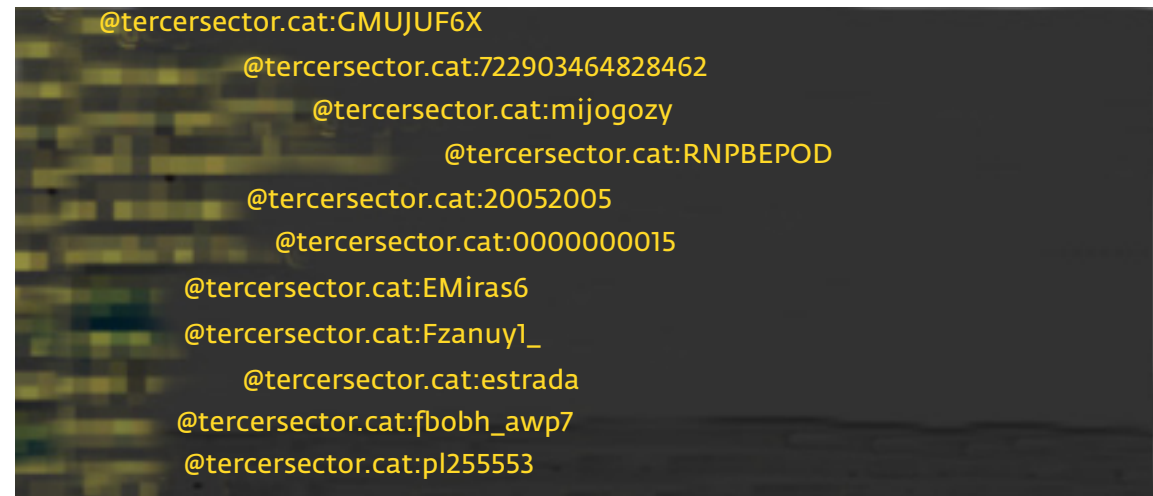 @tercersector.cat:GMUJUF6X
@tercersector.cat:722903464828462
@tercersector.cat:mijogozy
@tercersector.cat:RNPBEPOD
@tercersector.cat:20052005
@tercersector.cat:0000000015
@tercersector.cat:EMiras6
@tercersector.cat:Fzanuy1_
@tercersector.cat:estrada
@tercersector.cat:fbobh_awp7
@tercersector.cat:pl255553